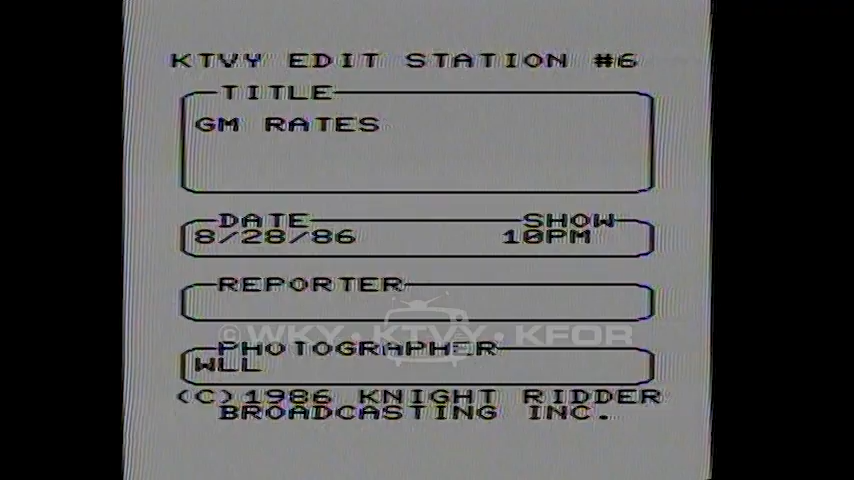 KTVY EDIT STATION #6
TITLE
GM RATES
DATE SHOW
8/28/86 10PM
REPORTER
©WKY • KTVY • KFOR
PHOTOGRAPHER
WLL
(C)1986 KNIGHT RIDDER
BROADCASTING INC.